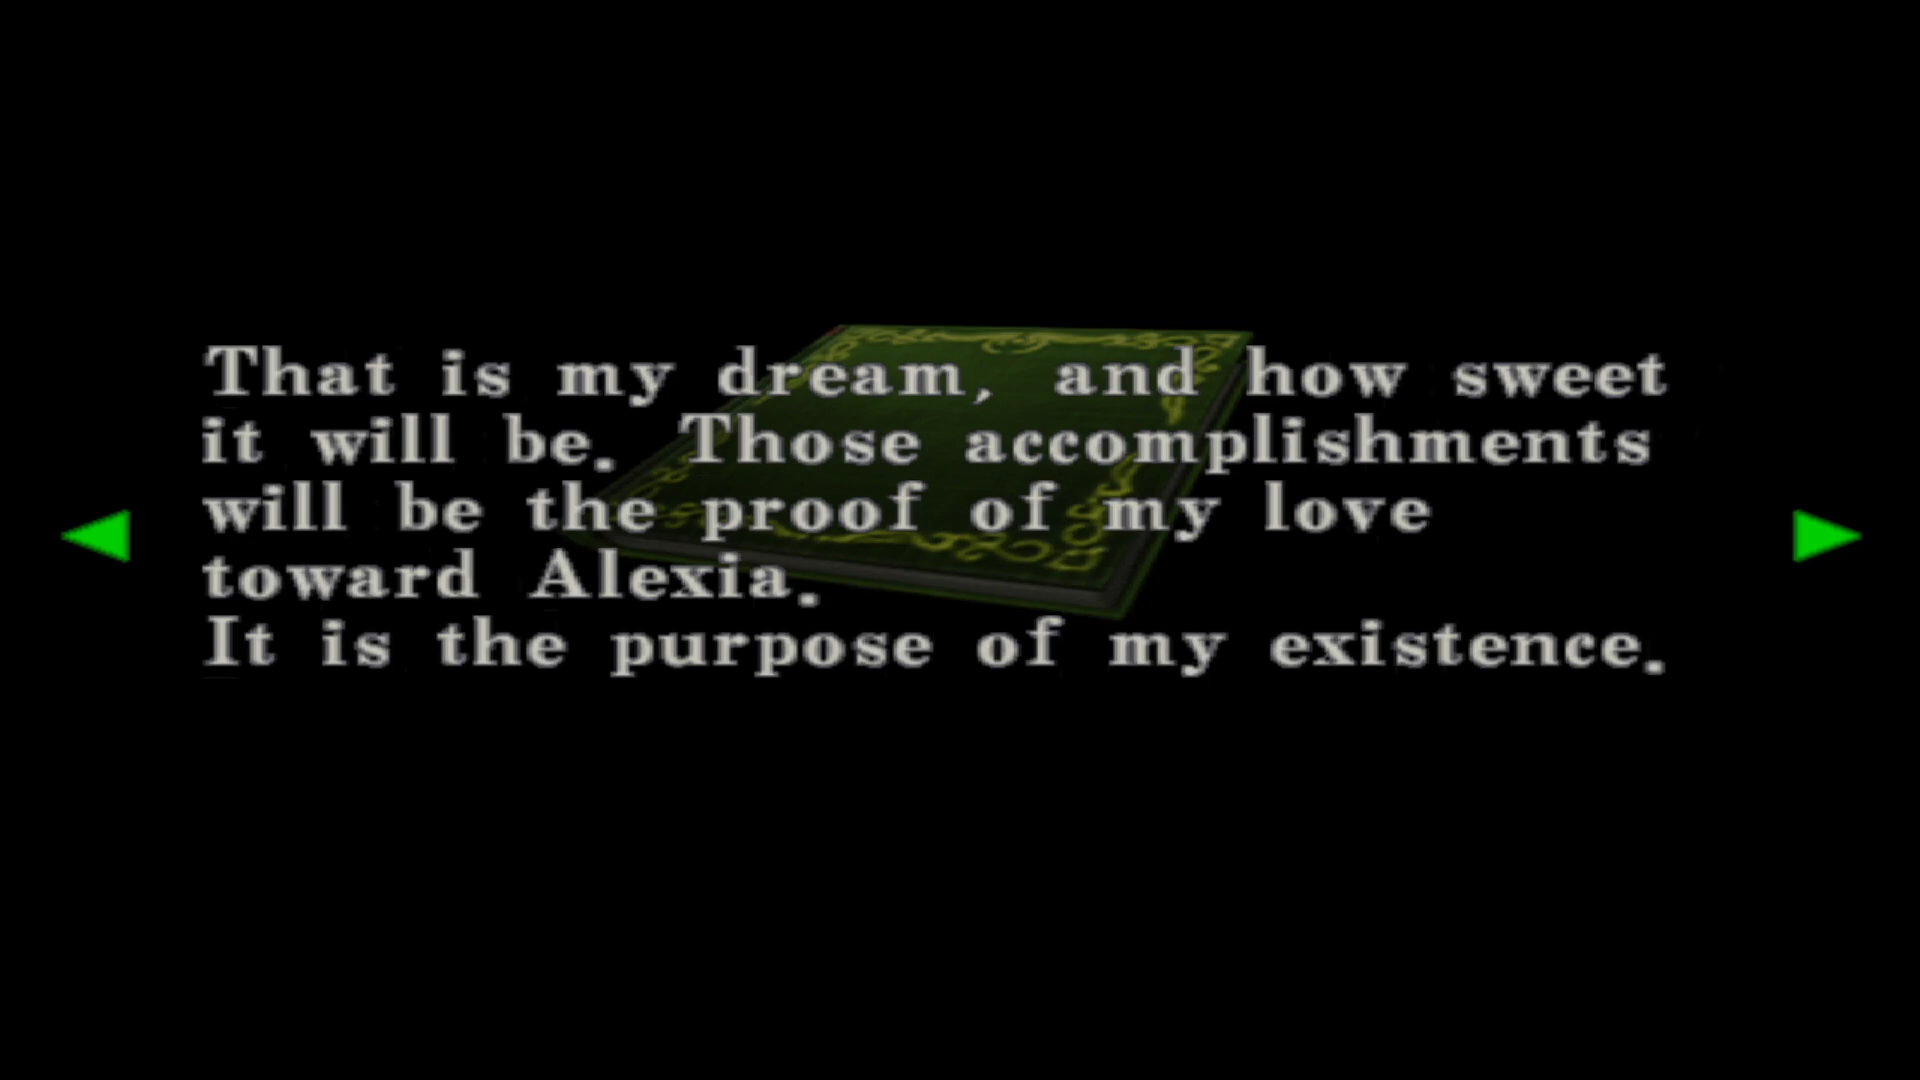 That is my dream, and how sweet
it will be. Those accomplishments
will be the proof of my love
toward Alexia.
It is the purpose of my existence.